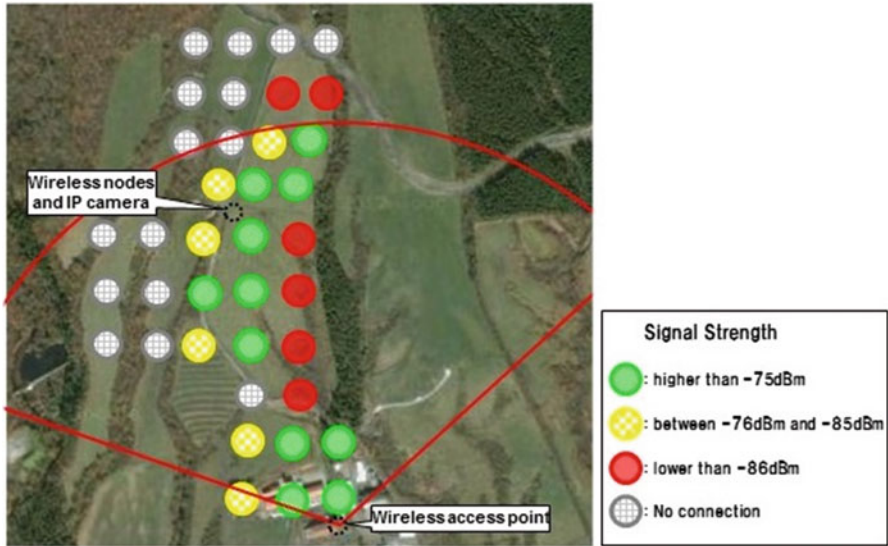 Wireless nodes
and IP camera
Wireless access point
Signal Strength
: higher than -75dBm
: between -76dBm and -85dBm
: lower than -86dBm
: No connection